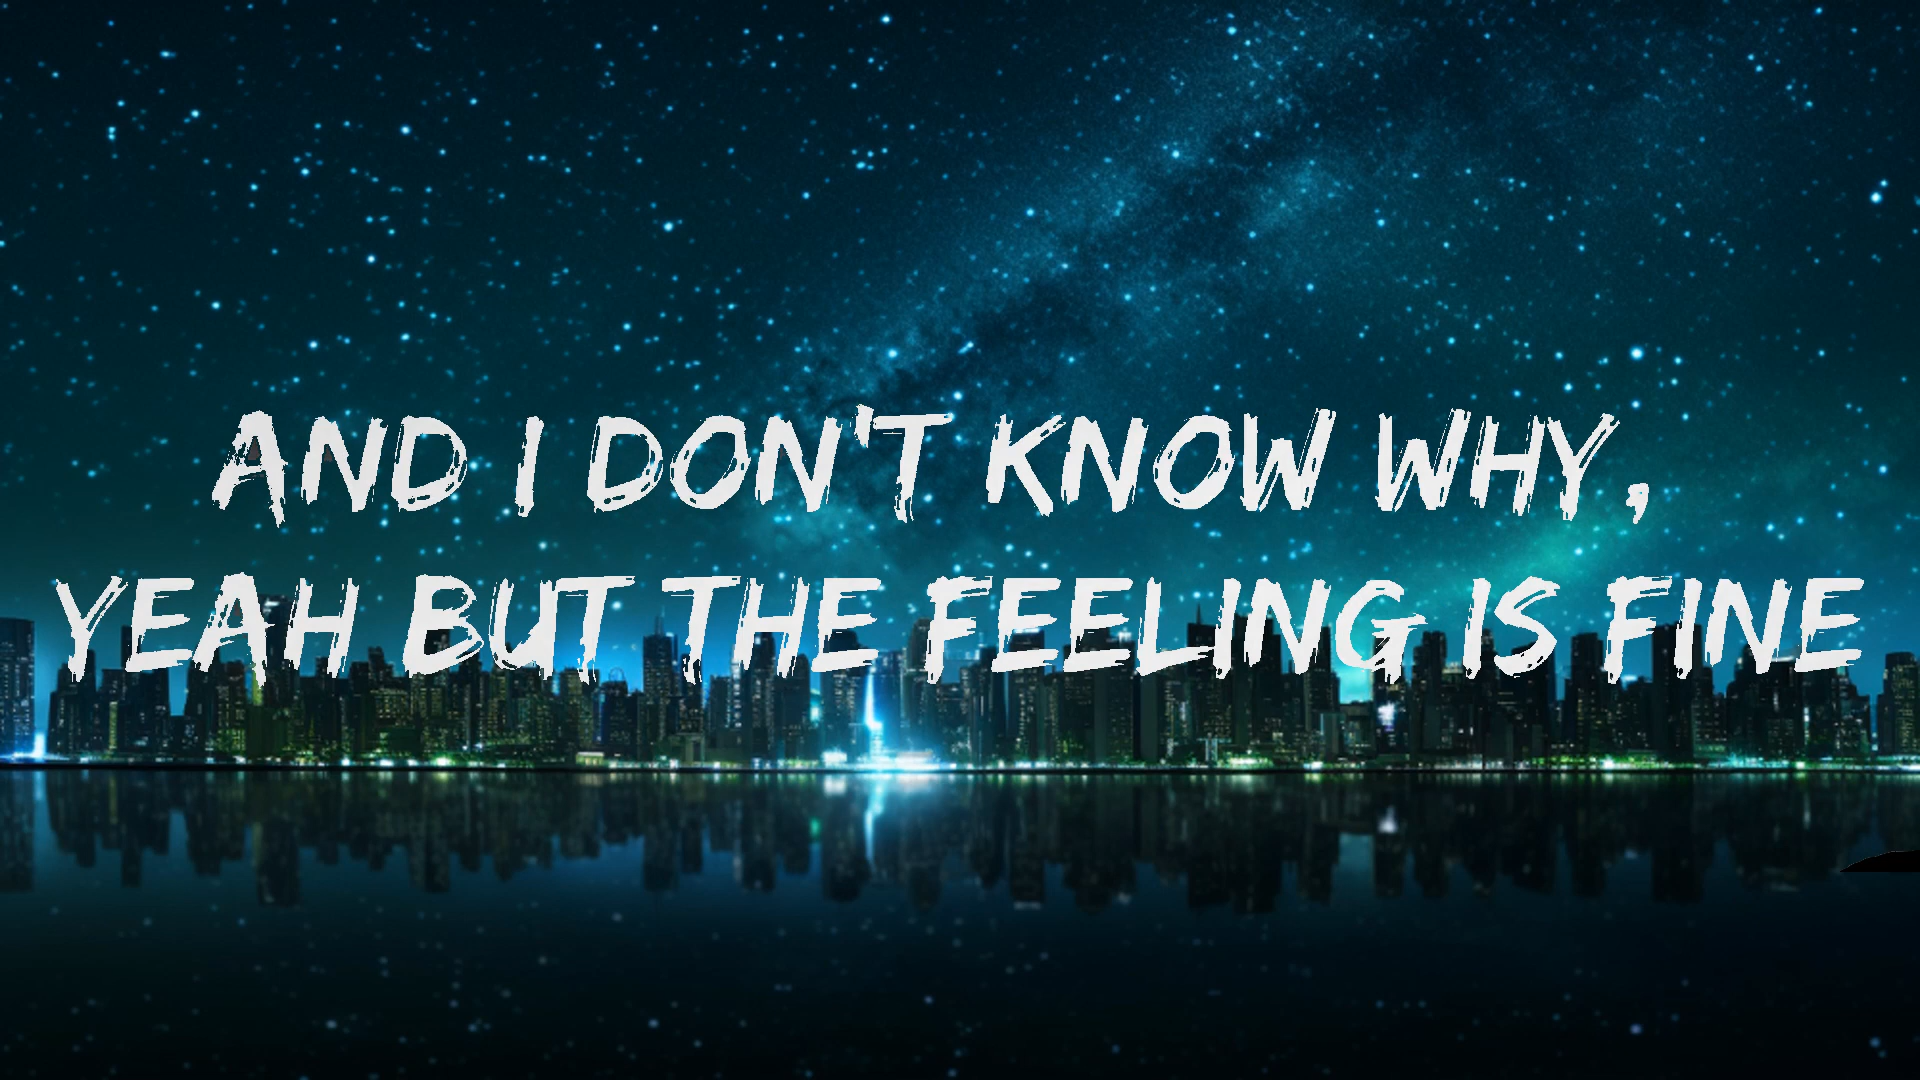 AND I DON'T KNOW WHY,
YEAH BUT THE FEELING IS FINE